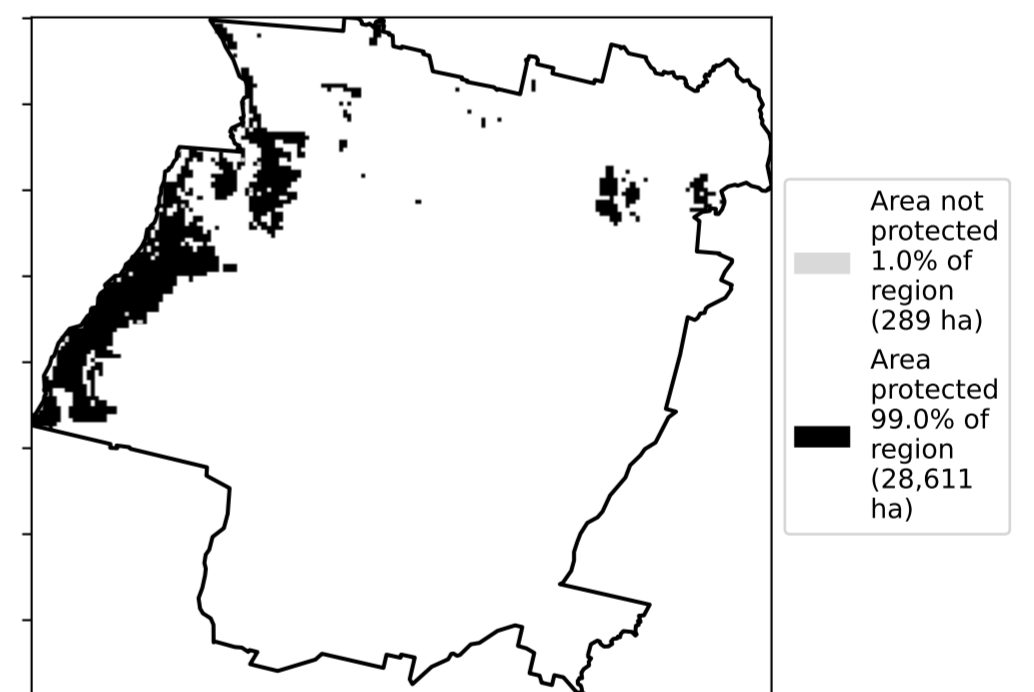 Area not
protected
1.0% of
region
(289 ha)
Area
protected
99.0% of
region
(28,611
ha)